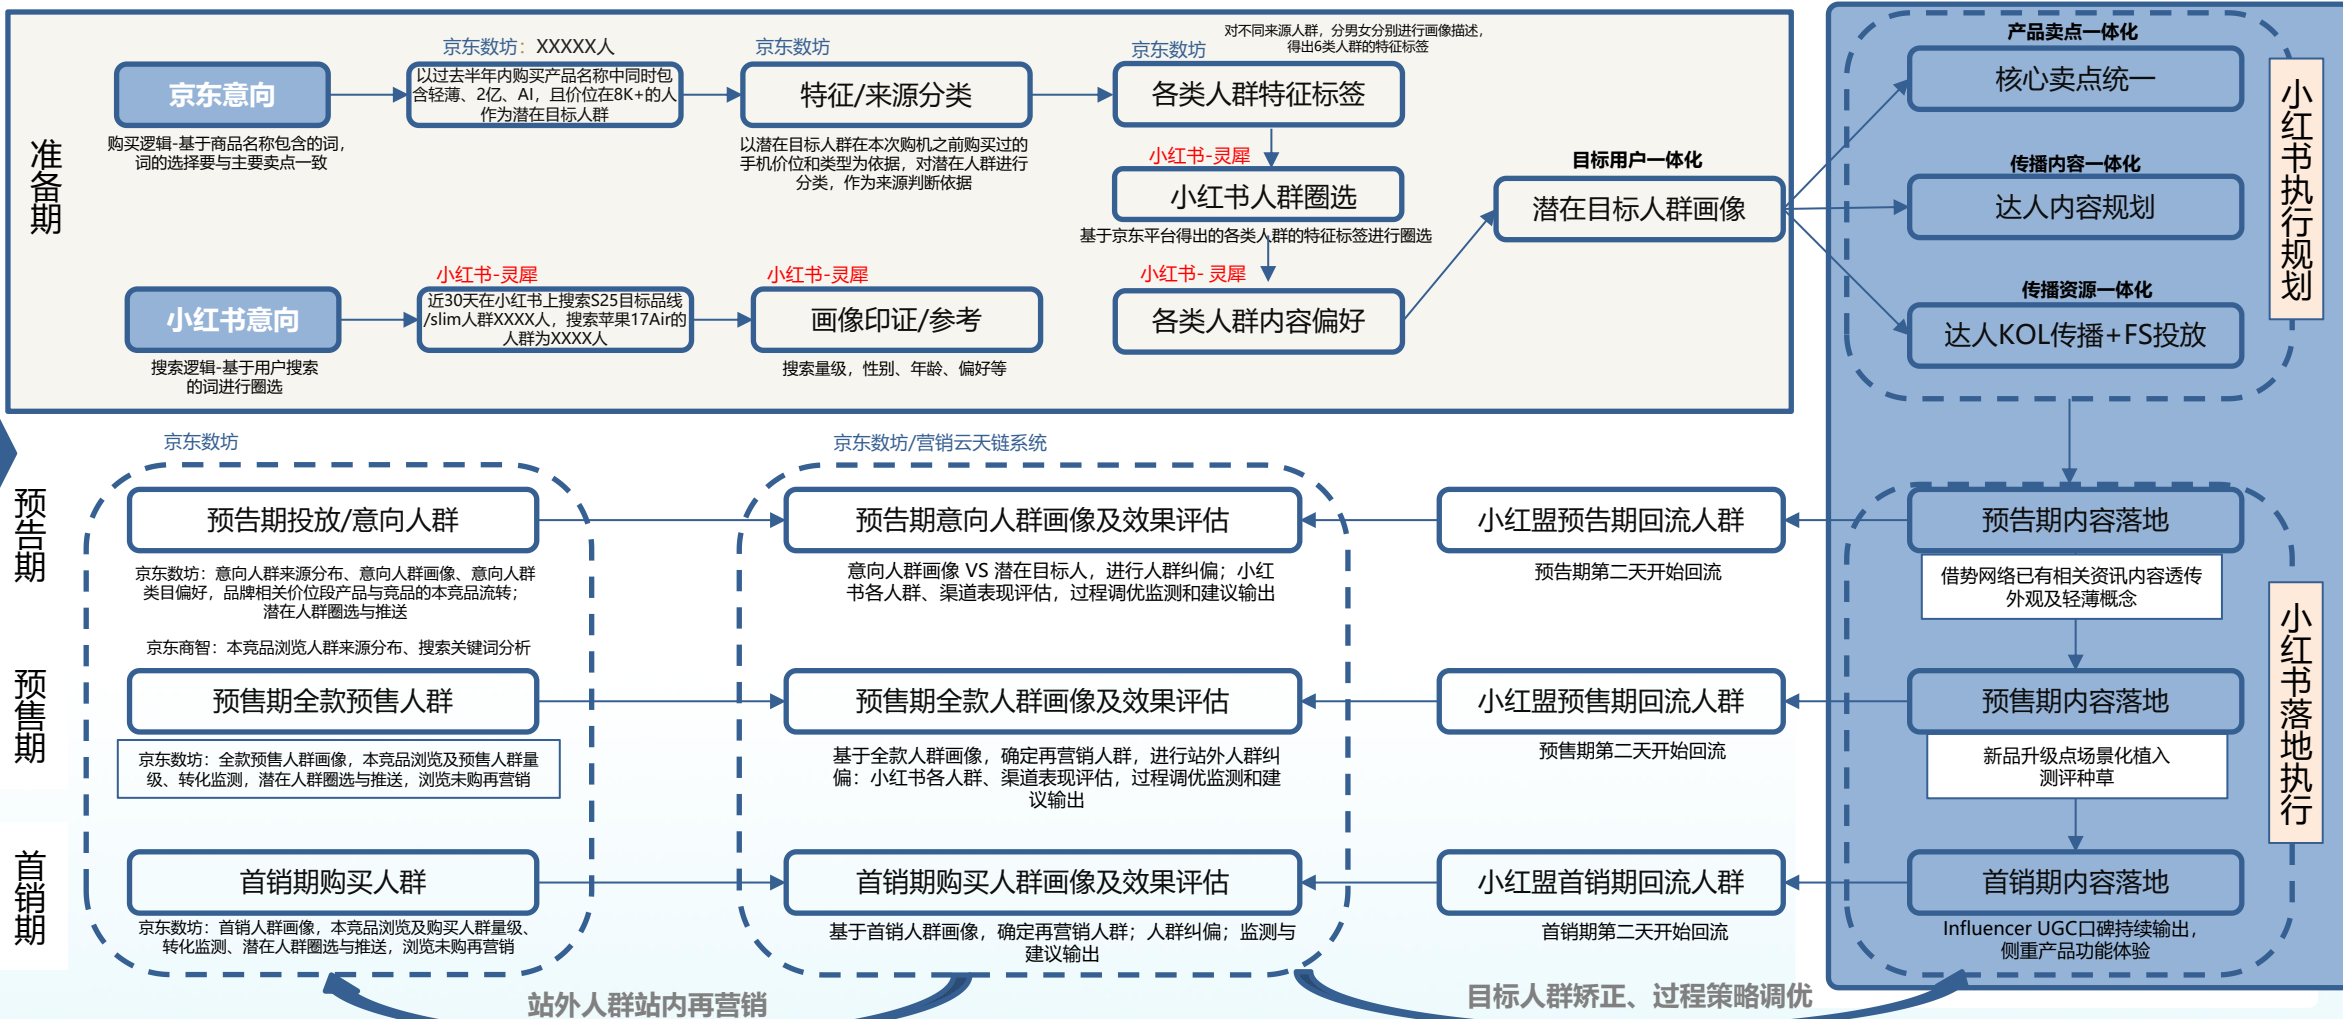 准备期
京东意向
购买逻辑-基于商品名称包含的词，
词的选择要与主要卖点一致
京东数坊：XXXXX人
以过去半年内购买产品名称中同时包
含轻薄、2亿、AI，且价位在8K+的人
作为潜在目标人群
京东数坊
特征/来源分类
以潜在目标人群在本次购机之前购买过的
手机价位和类型为依据，对潜在人群进行
分类，作为来源判断依据
京东数坊
对不同来源人群，分男女分别进行画像描述，
得出6类人群的特征标签
各类人群特征标签
小红书-灵犀
小红书人群圈选
基于京东平台得出的各类人群的特征标签进行圈选
小红书- 灵犀
各类人群内容偏好
小红书意向
搜索逻辑-基于用户搜索
的词进行圈选
小红书-灵犀
近30天在小红书上搜索S25目标品线
/slim人群XXXX人，搜索苹果17Air的
人群为XXXX人
小红书-灵犀
画像印证/参考
搜索量级，性别、年龄、偏好等
目标用户一体化
潜在目标人群画像
产品卖点一体化
核心卖点统一
传播内容一体化
达人内容规划
传播资源一体化
达人KOL传播+FS投放
小红书执行规划
预告期
京东数坊
预告期投放/意向人群
京东数坊：意向人群来源分布、意向人群画像、意向人群
类目偏好，品牌相关价位段产品与竞品的本竞品流转；
潜在人群圈选与推送
京东商智：本竞品浏览人群来源分布、搜索关键词分析
京东数坊/营销云天链系统
预告期意向人群画像及效果评估
意向人群画像 VS 潜在目标人，进行人群纠偏；小红
书各人群、渠道表现评估，过程调优监测和建议输出
小红盟预告期回流人群
预告期第二天开始回流
预告期内容落地
借势网络已有相关资讯内容透传
外观及轻薄概念
预售期
预售期全款预售人群
京东数坊：全款预售人群画像，本竞品浏览及预售人群量
级、转化监测，潜在人群圈选与推送，浏览未购再营销
预售期全款人群画像及效果评估
基于全款人群画像，确定再营销人群，进行站外人群纠
偏：小红书各人群、渠道表现评估，过程调优监测和建
议输出
小红盟预售期回流人群
预售期第二天开始回流
预售期内容落地
新品升级点场景化植入
测评种草
小红书落地执行
首销期
首销期购买人群
京东数坊：首销人群画像，本竞品浏览及购买人群量级、
转化监测、潜在人群圈选与推送，浏览未购再营销
首销期购买人群画像及效果评估
基于首销人群画像，确定再营销人群；人群纠偏；监测与
建议输出
小红盟首销期回流人群
首销期第二天开始回流
首销期内容落地
Influencer UGC口碑持续输出，
侧重产品功能体验
站外人群站内再营销
目标人群矫正、过程策略调优